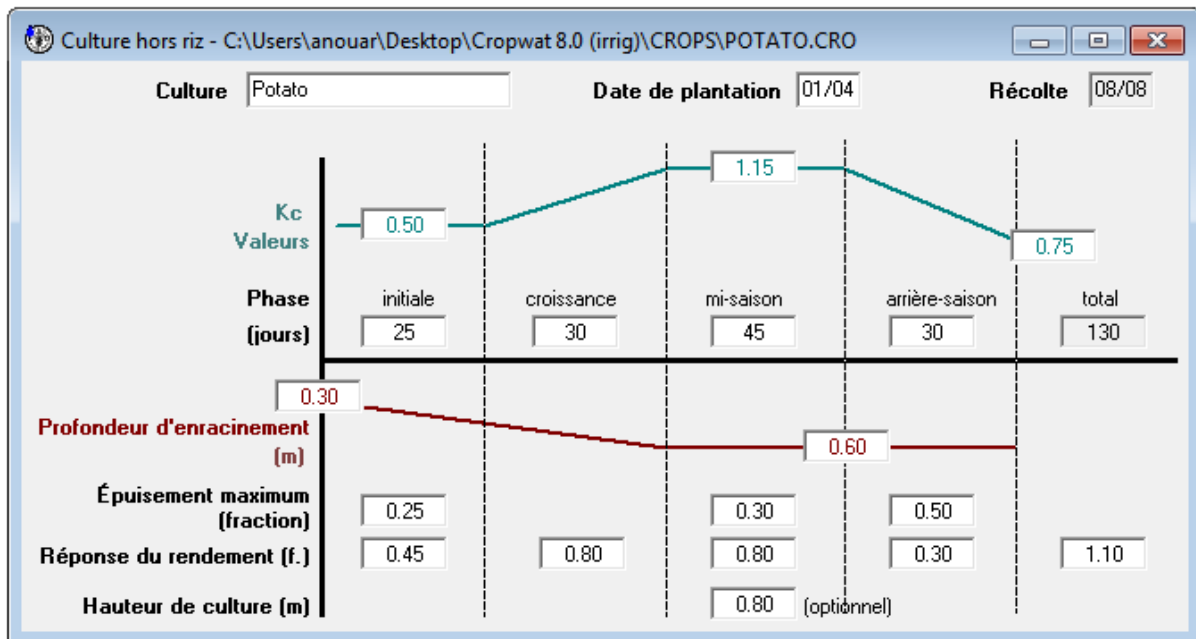 Culture hors riz - C:\Users\anouar\Desktop\Cropwat 8.0 (irrig)\CROPS\POTATO.CRO
Culture Potato Date de plantation 01/04 Récolte 08/08
1.15
Kc 0.50
Valeurs 0.75
Phase initiale croissance mi-saison arrière-saison total
(jours) 25 30 45 30 130
0.30
Profondeur d'enracinement
(m) 0.60
Épuisement maximum
(fraction) 0.25 0.30 0.50
Réponse du rendement (f.) 0.45 0.80 0.80 0.30 1.10
Hauteur de culture (m) 0.80 (optionnel)